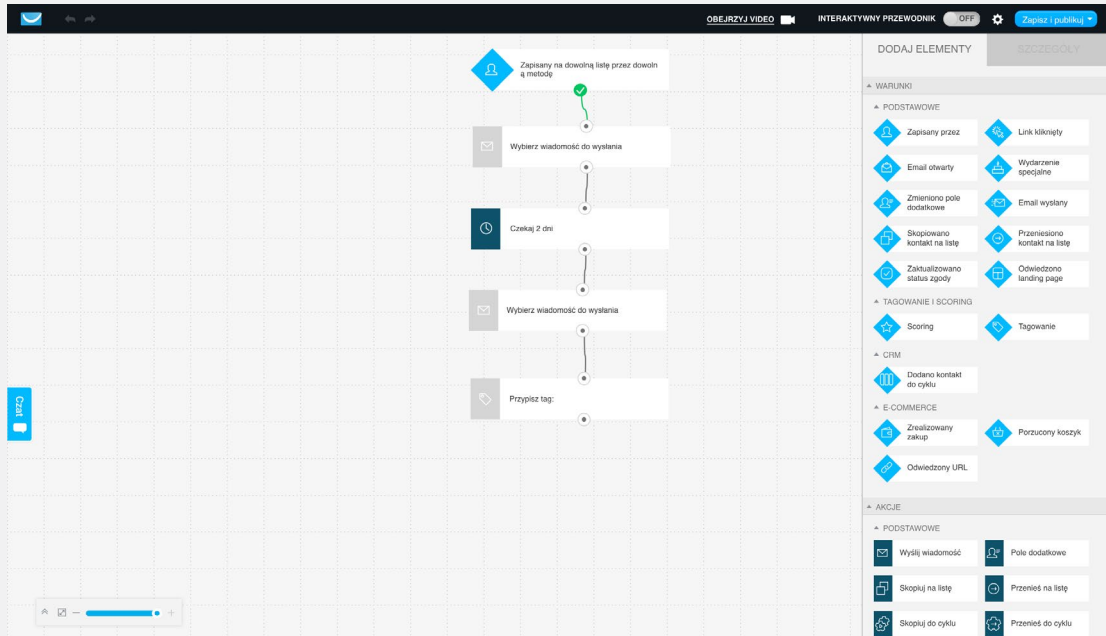 OBEJRZYJ VIDEO
INTERAKTYWNY PRZEWODNIK
OFF
Zapisz i publikuj
Zapisany na dowolną listę przez dowoln
ą metodę
Wybierz wiadomość do wysłania
Czekaj 2 dni
Wybierz wiadomość do wysłania
Przypisz tag:
Czat
DODAJ ELEMENTY
SZCZEGÓŁY
WARUNKI
PODSTAWOWE
Zapisany przez
Link kliknięty
Email otwarty
Wydarzenie
specjalne
Zmieniono pole
dodatkowe
Email wysłany
Skopiowano
kontakt na listę
Przeniesiono
kontakt na listę
Zaktualizowano
status zgody
Odwiedzono
landing page
TAGOWANIE I SCORING
Scoring
Tagowanie
CRM
Dodano kontakt
do cyklu
E-COMMERCE
Zrealizowany
zakup
Porzucony koszyk
Odwiedzony URL
AKCJE
PODSTAWOWE
Wyślij wiadomość
Pole dodatkowe
Skopiuj na listę
Przenieś na listę
Skopiuj do cyklu
Przenieś do cyklu